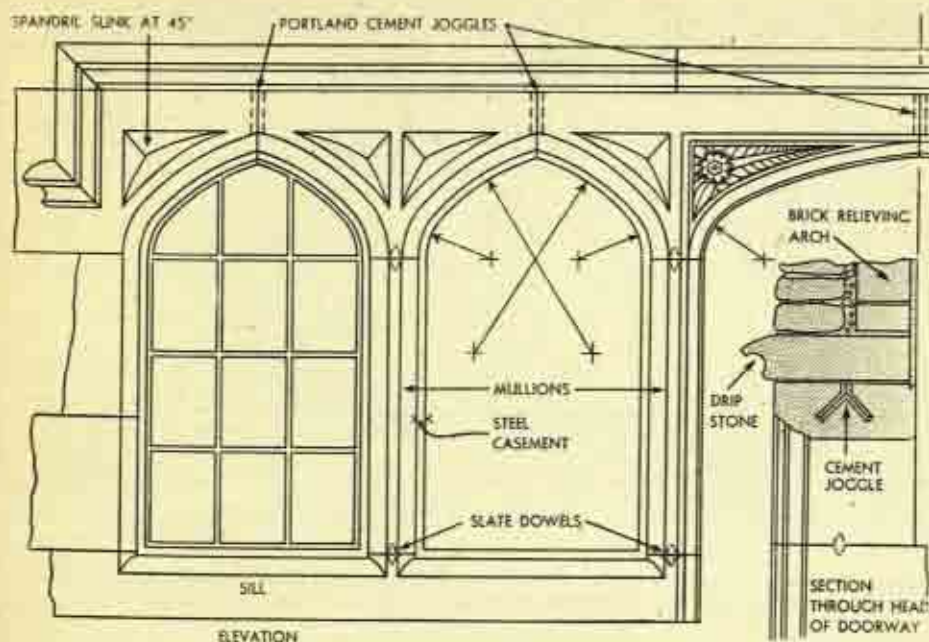 SPANDRIL SUNK AT 45°
PORTLAND CEMENT JOGGLES
BRICK RELIEVING
ARCH
MULLIONS
STEEL
CASEMENT
DRIP
STONE
CEMENT
JOGGLE
SLATE DOWELS
SILL
SECTION
THROUGH HEAD
OF DOORWAY
ELEVATION